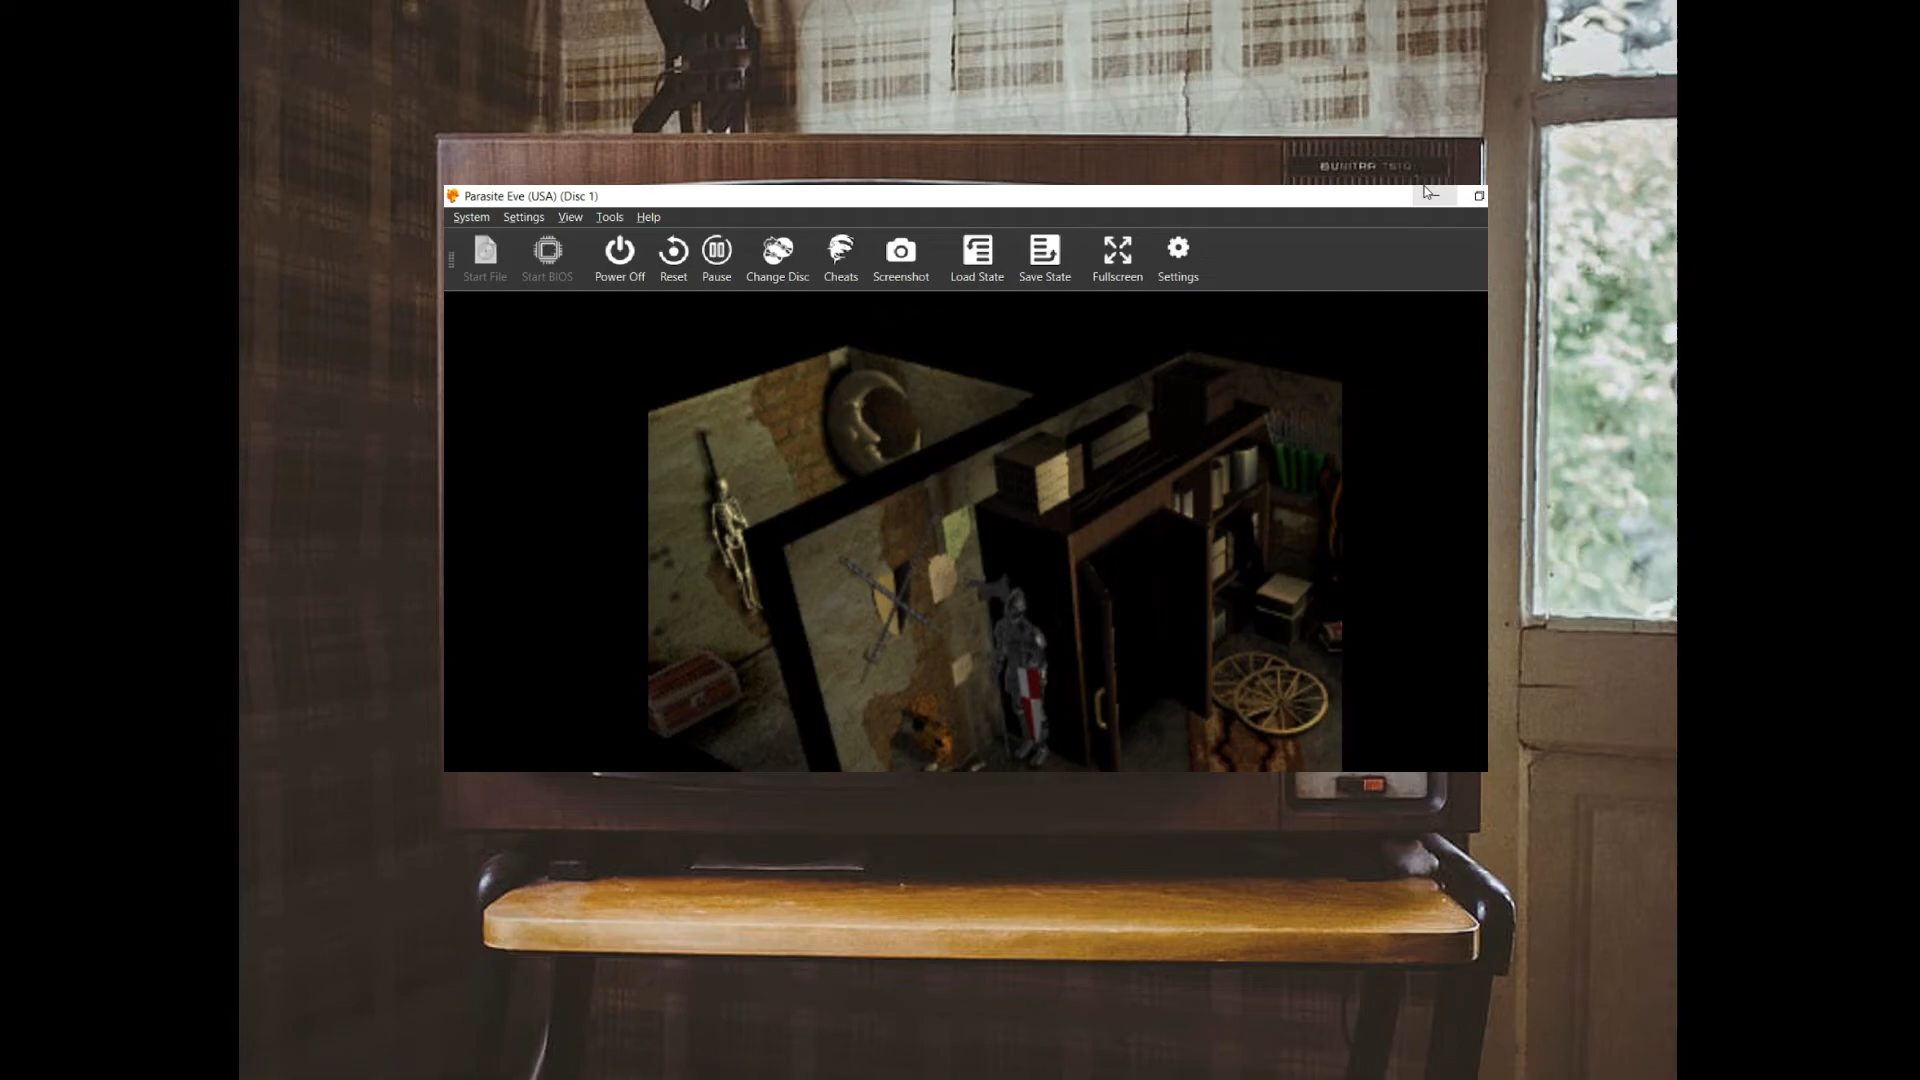 Parasite Eve (USA) (Disc 1)
System Settings View Tools Help
Start File Start BIOS Power Off Reset Pause Change Disc Cheats Screenshot Load State Save State Fullscreen Settings